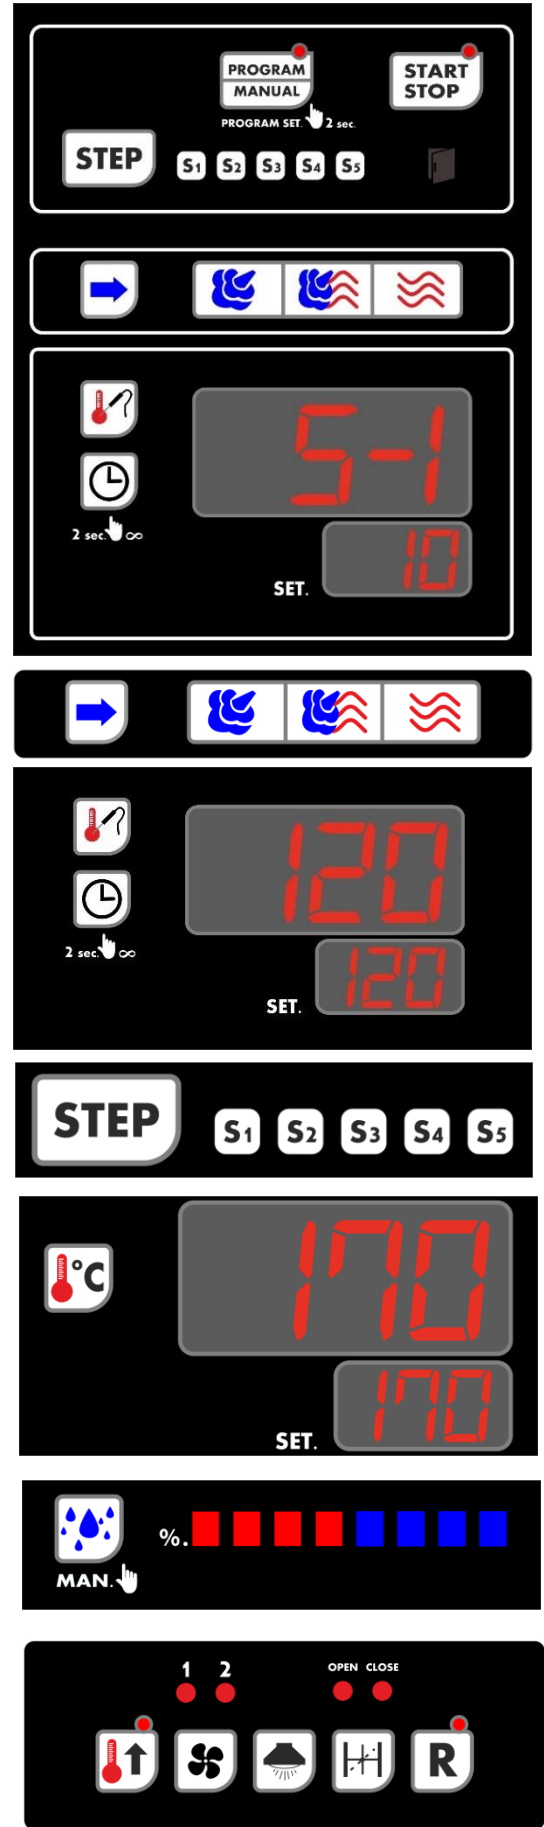 PROGRAM
MANUAL
START
STOP
PROGRAM SET. 2 sec.
STEP S1 S2 S3 S4 S5
S-1
2 sec. ∞
10
SET.
120
2 sec. ∞
120
SET.
STEP S1 S2 S3 S4 S5
°C 170
170
SET.
%.
MAN.
1 2 OPEN CLOSE
R